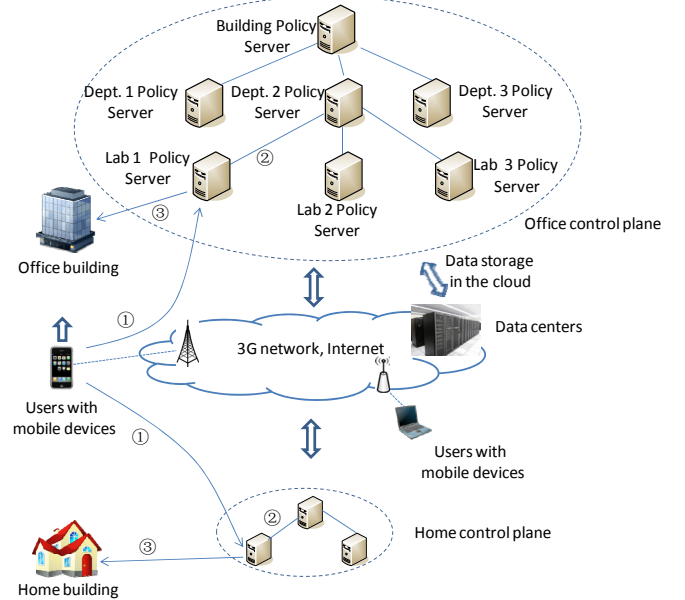 Building Policy
Server
Dept. 1 Policy
Server
Dept. 2 Policy
Server
Dept. 3 Policy
Server
Lab 1 Policy
Server
②
Lab 2 Policy
Server
Lab 3 Policy
Server
③
Office building
Office control plane
Data storage
in the cloud
①
3G network, Internet
Data centers
Users with
mobile devices
①
Users with
mobile devices
②
Home control plane
③
Home building